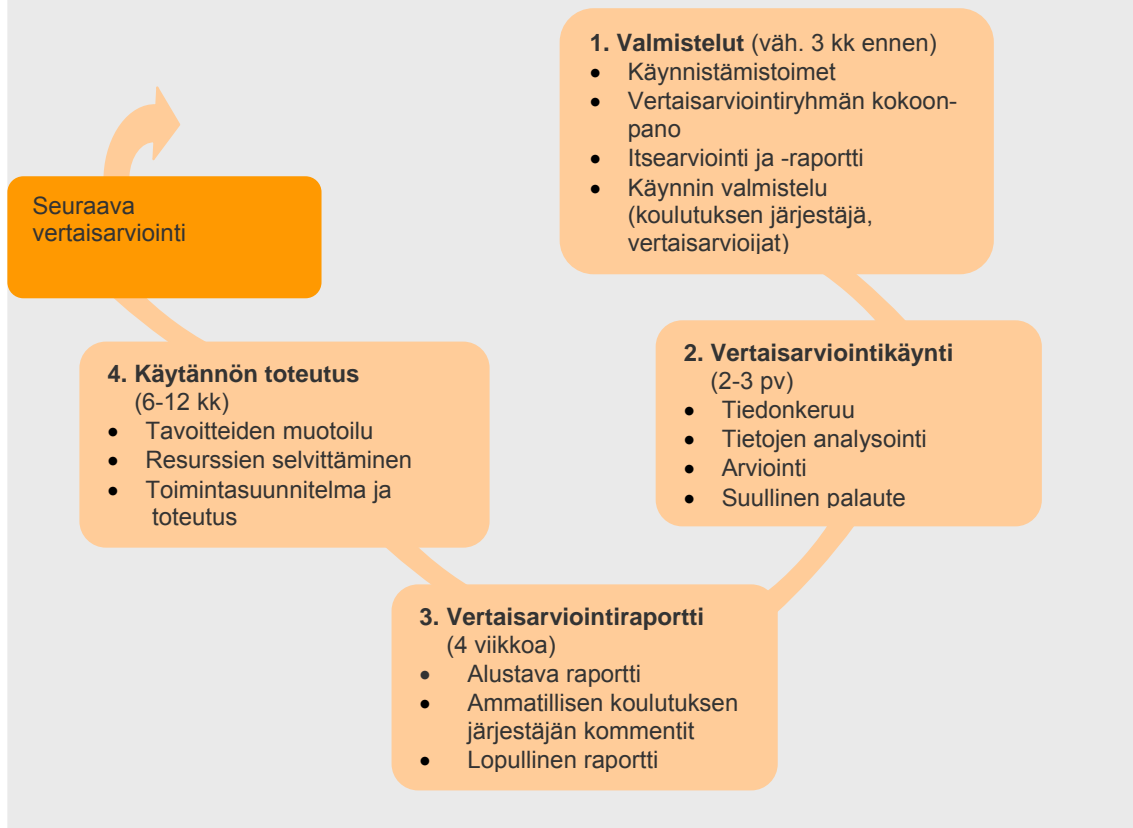 1. Valmistelut (väh. 3 kk ennen)
• Käynnistämistoimet
• Vertaisarviointiryhmän kokoon-
pano
• Itsearviointi ja -raportti
• Käynnin valmistelu
(koulutuksen järjestäjä,
vertaisarvioijat)
Seuraava
vertaisarviointi
2. Vertaisarviointikäynti
(2-3 pv)
• Tiedonkeruu
• Tietojen analysointi
• Arviointi
• Suullinen palaute
4. Käytännön toteutus
(6-12 kk)
• Tavoitteiden muotoilu
• Resurssien selvittäminen
• Toimintasuunnitelma ja
toteutus
3. Vertaisarviointiraportti
(4 viikkoa)
• Alustava raportti
• Ammatillisen koulutuksen
järjestäjän kommentit
• Lopullinen raportti